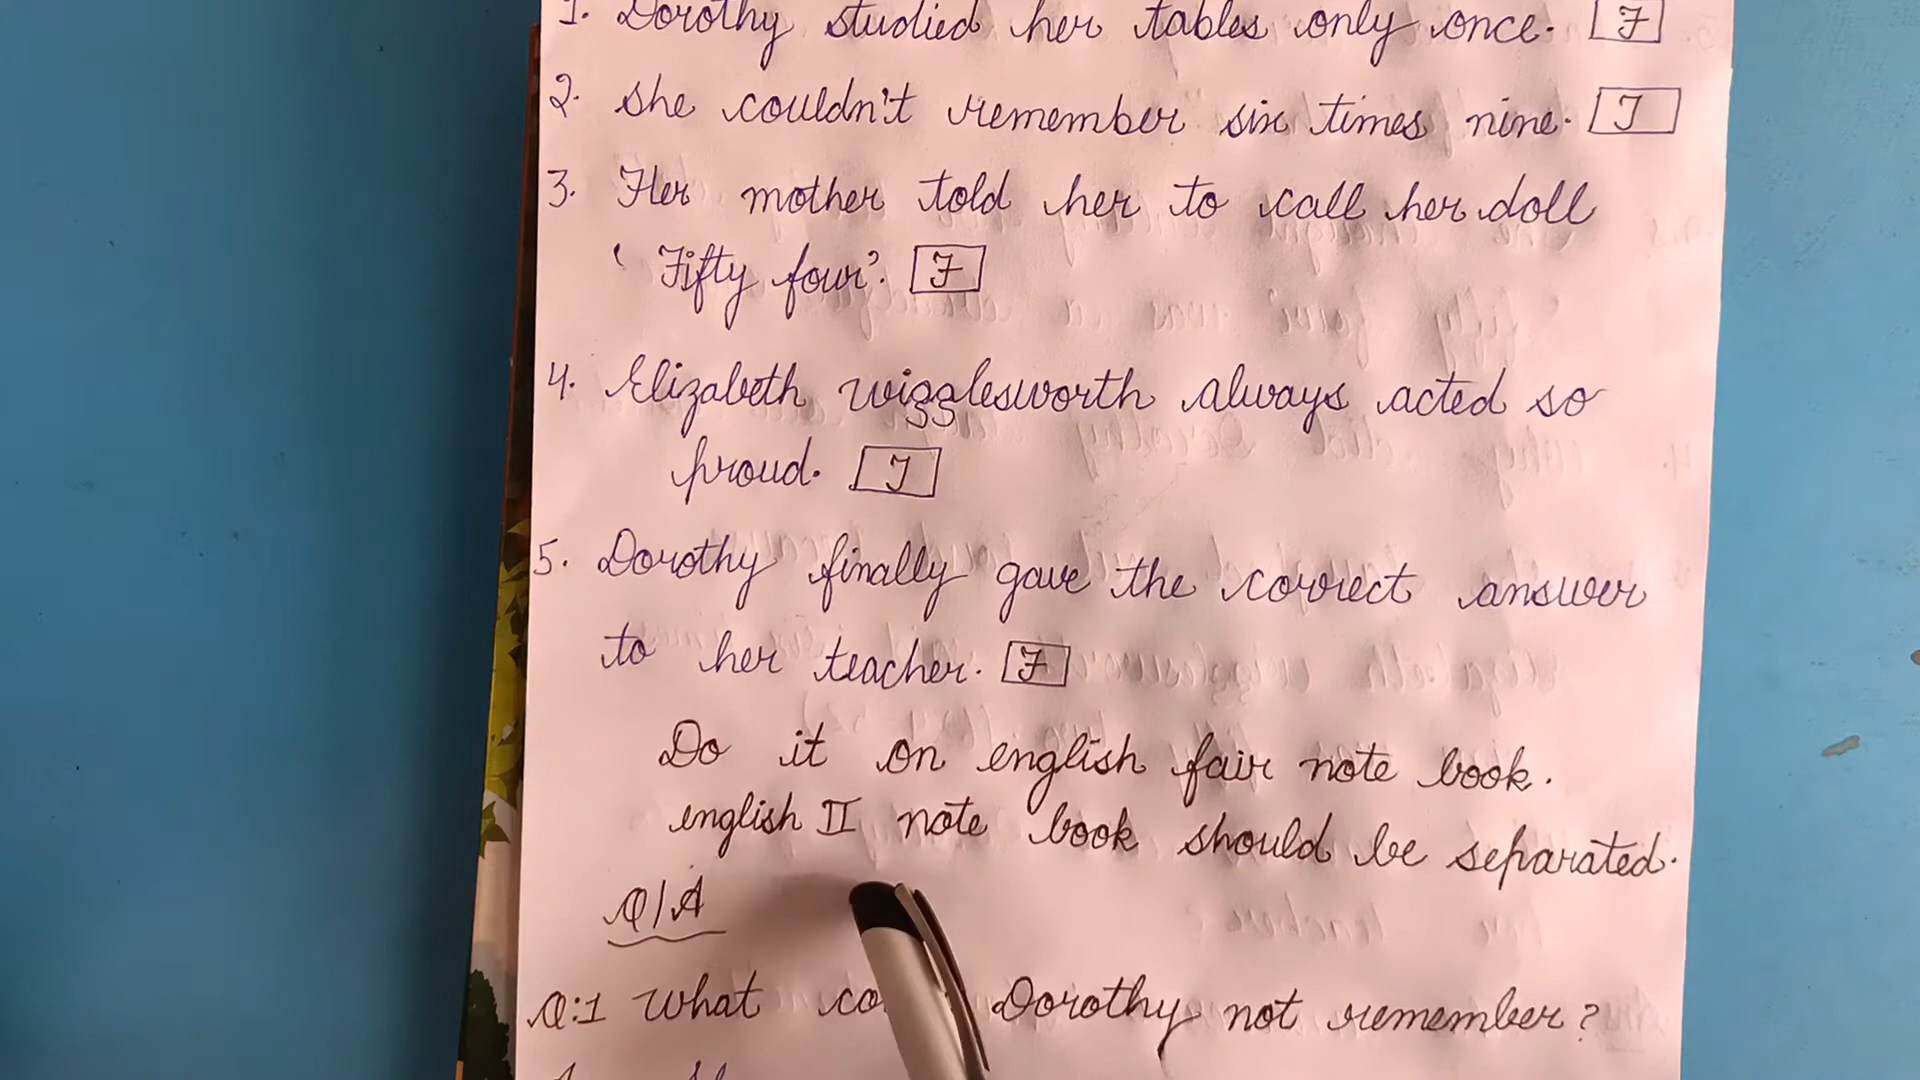 1. Dorothy studied her tables only once. F
2. She couldn't remember six times nine. T
3. Her mother told her to call her doll
'Fifty four'. F
4. Elizabeth wigglesworth always acted so
proud. T
5. Dorothy finally gave the correct answer
to her teacher. F
Do it on english fair note book.
english II note book should be separated.
Q/A
Q:1 What Dorothy not remember?